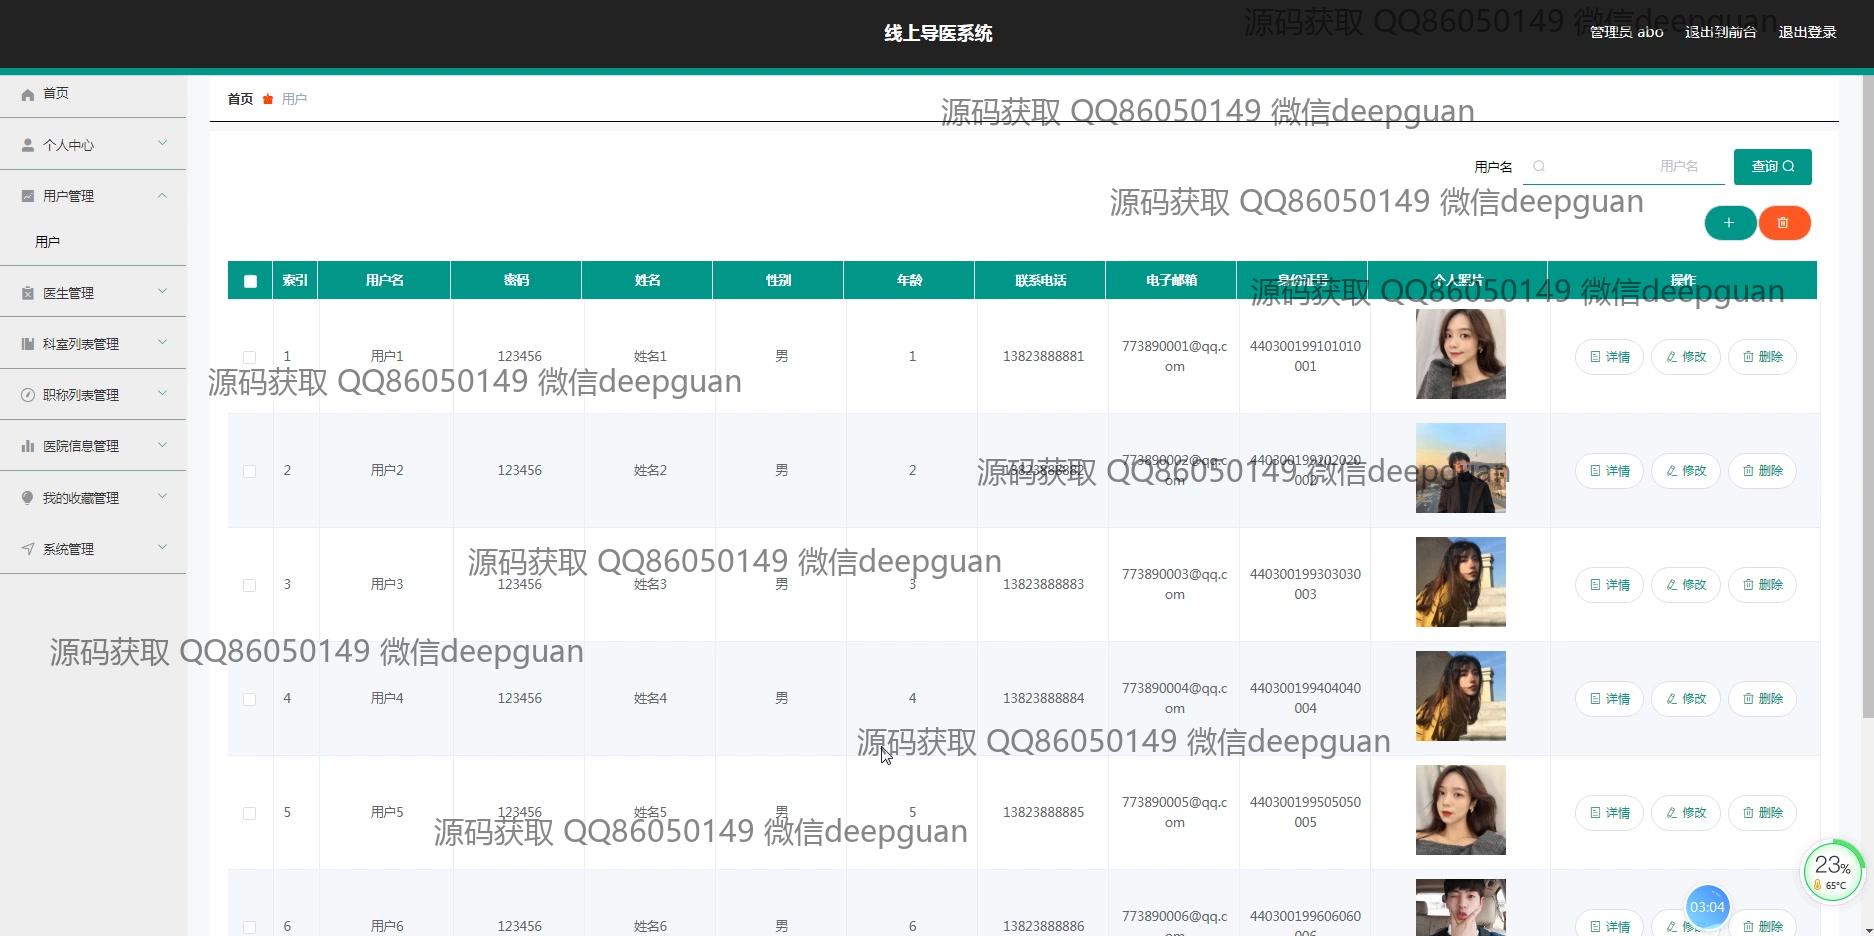 线上导医系统
管理员 abo 退出到前台 退出登录
源码获取 QQ86050149 微信deepguan
首页
个人中心
用户管理
用户
医生管理
科室列表管理
职称列表管理
医院信息管理
我的收藏管理
系统管理
首页 用户
源码获取 QQ86050149 微信deepguan
用户名 用户名 查询
源码获取 QQ86050149 微信deepguan
索引 用户名 密码 姓名 性别 年龄 联系电话 电子邮箱 身份证号 个人照片 操作
源码获取 QQ86050149 微信deepguan
1 用户1 123456 姓名1 男 1 13823888881 773890001@qq.com 440300199101010001 详情 修改 删除
源码获取 QQ86050149 微信deepguan
2 用户2 123456 姓名2 男 2 13823888882 773890002@qq.com 440300199202020002 详情 修改 删除
源码获取 QQ86050149 微信deepguan
3 用户3 123456 姓名3 男 3 13823888883 773890003@qq.com 440300199303030003 详情 修改 删除
源码获取 QQ86050149 微信deepguan
源码获取 QQ86050149 微信deepguan
4 用户4 123456 姓名4 男 4 13823888884 773890004@qq.com 440300199404040004 详情 修改 删除
源码获取 QQ86050149 微信deepguan
5 用户5 123456 姓名5 男 5 13823888885 773890005@qq.com 440300199505050005 详情 修改 删除
源码获取 QQ86050149 微信deepguan
6 用户6 123456 姓名6 男 6 13823888886 773890006@qq.com 440300199606060006 详情 修改 删除
23%
65°C
03:04